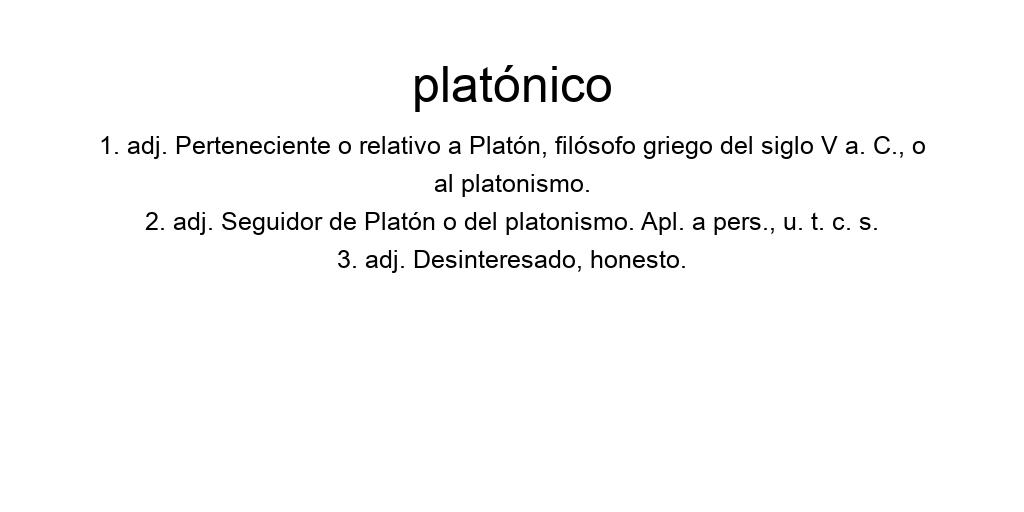 platónico
1. adj. Perteneciente o relativo a Platón, filósofo griego del siglo V a. C., o
al platonismo.
2. adj. Seguidor de Platón o del platonismo. Apl. a pers., u. t. c. s.
3. adj. Desinteresado, honesto.